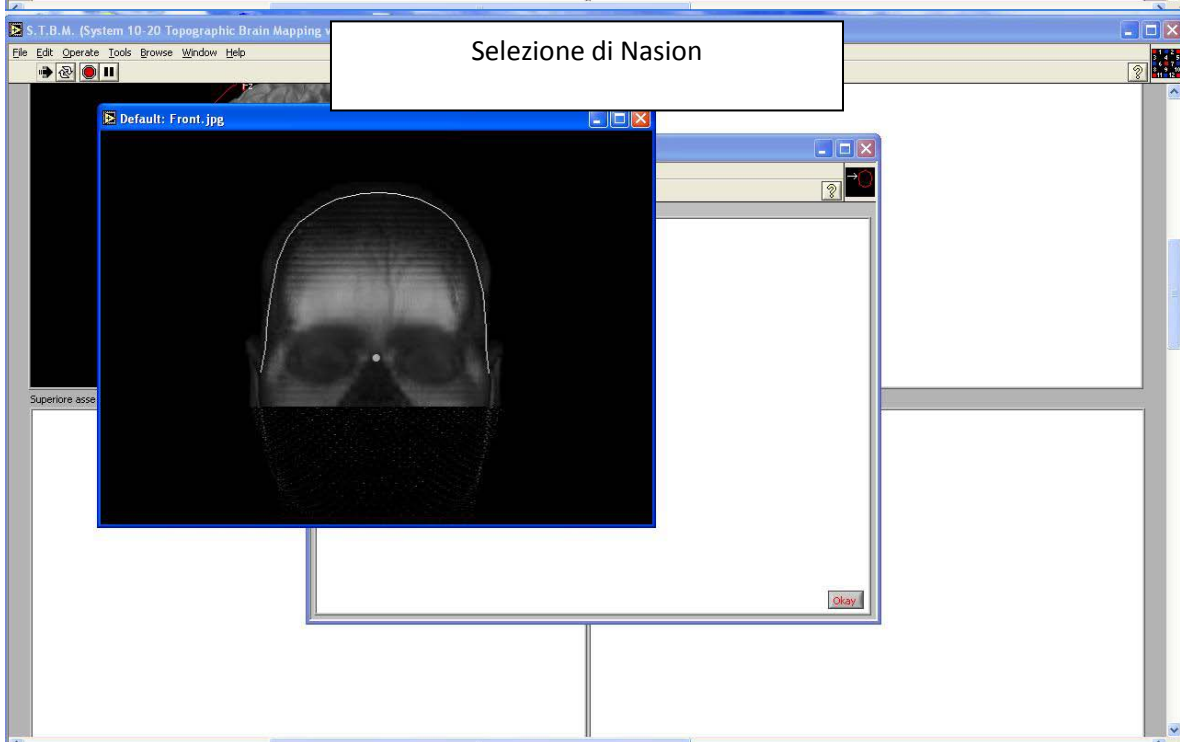 S.T.B.M. (System 10-20 Topographic Brain Mapping
Selezione di Nasion
File Edit Operate Tools Browse Window Help
Default: Front.jpg
Superiore asse
Okay